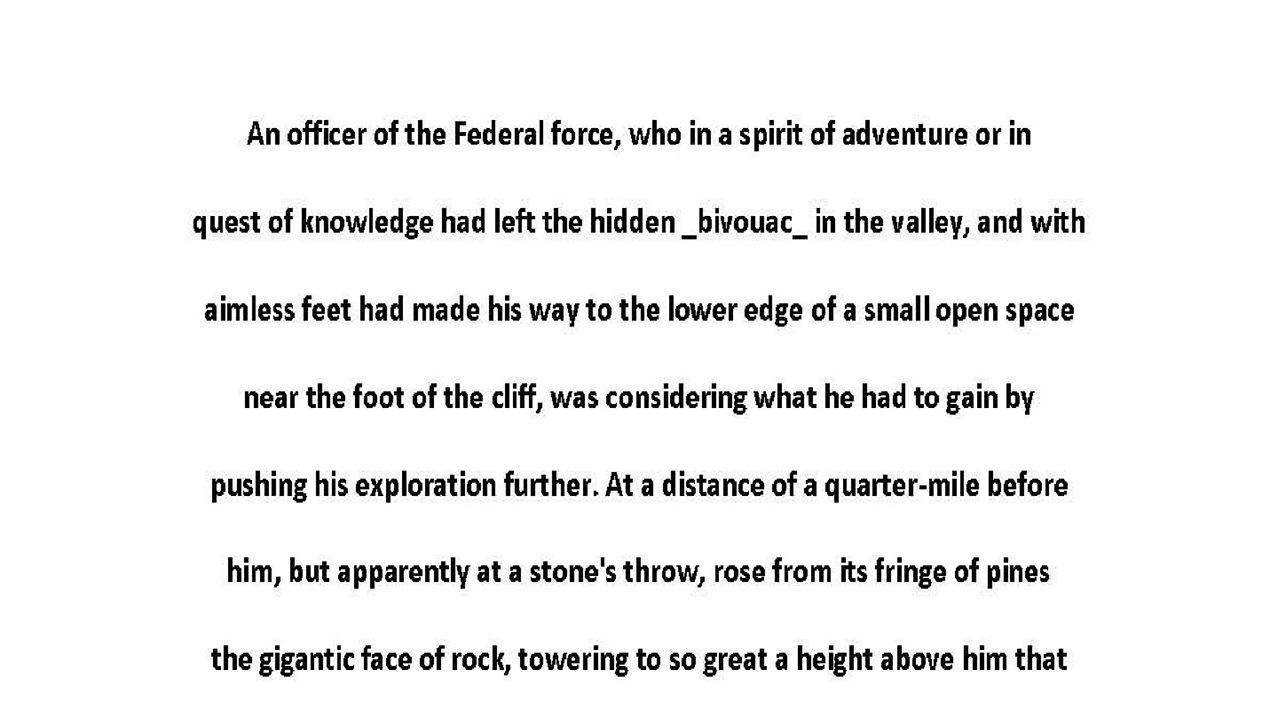 An officer of the Federal force, who in a spirit of adventure or in
quest of knowledge had left the hidden _bivouac_ in the valley, and with
aimless feet had made his way to the lower edge of a small open space
near the foot of the cliff, was considering what he had to gain by
pushing his exploration further. At a distance of a quarter-mile before
him, but apparently at a stone's throw, rose from its fringe of pines
the gigantic face of rock, towering to so great a height above him that